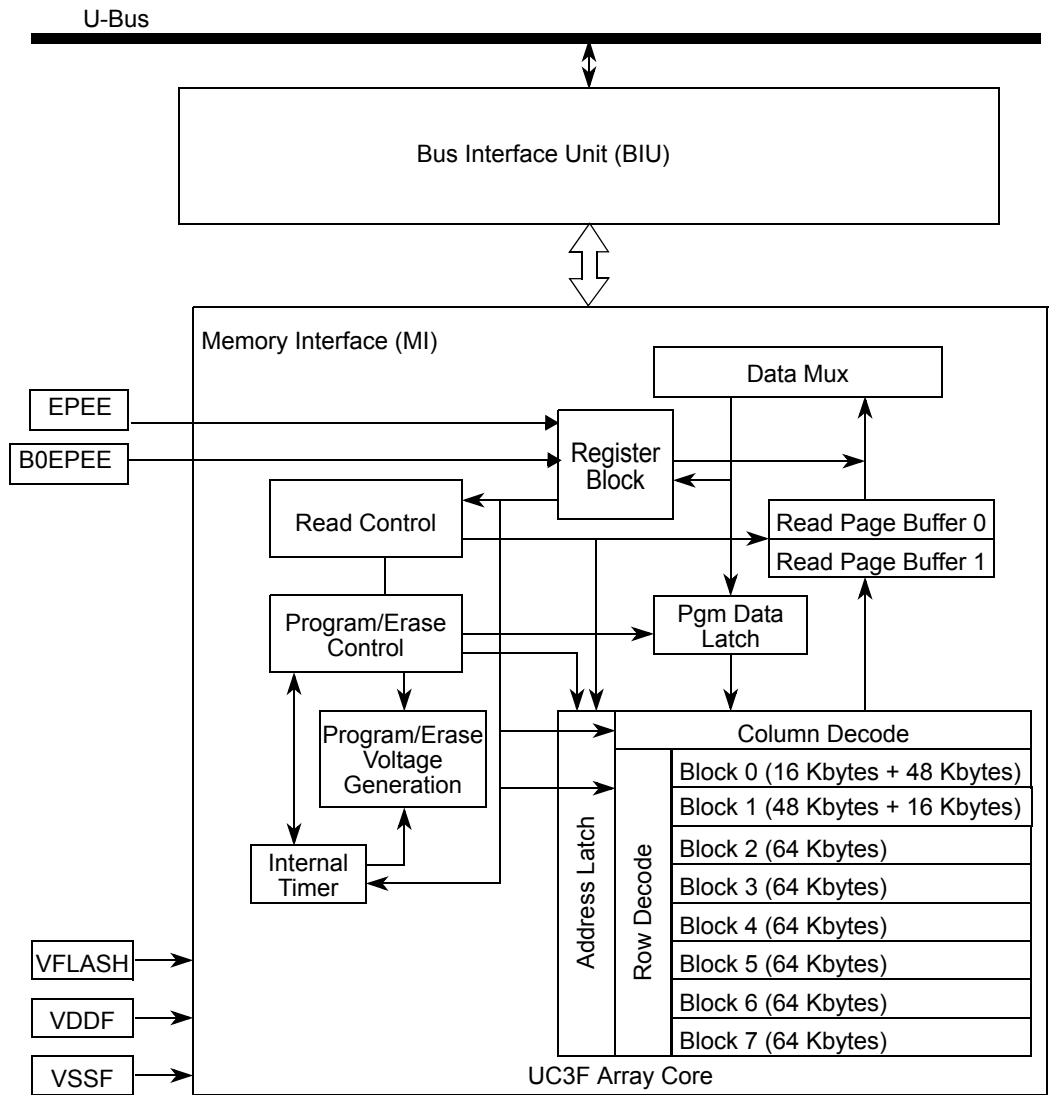 U-Bus
Bus Interface Unit (BIU)
Memory Interface (MI)
Data Mux
EPEE
B0EPEE
Register
Block
Read Control
Read Page Buffer 0
Read Page Buffer 1
Program/Erase
Control
Pgm Data
Latch
Program/Erase
Voltage
Generation
Internal
Timer
Address Latch
Row Decode
Column Decode
Block 0 (16 Kbytes + 48 Kbytes)
Block 1 (48 Kbytes + 16 Kbytes)
Block 2 (64 Kbytes)
Block 3 (64 Kbytes)
Block 4 (64 Kbytes)
Block 5 (64 Kbytes)
Block 6 (64 Kbytes)
Block 7 (64 Kbytes)
VFLASH
VDDF
VSSF
UC3F Array Core